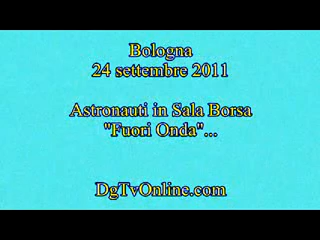 Bologna
24 settembre 2011
Astronauti in Sala Borsa
"Fuori Onda"...
DgTvOnline.com